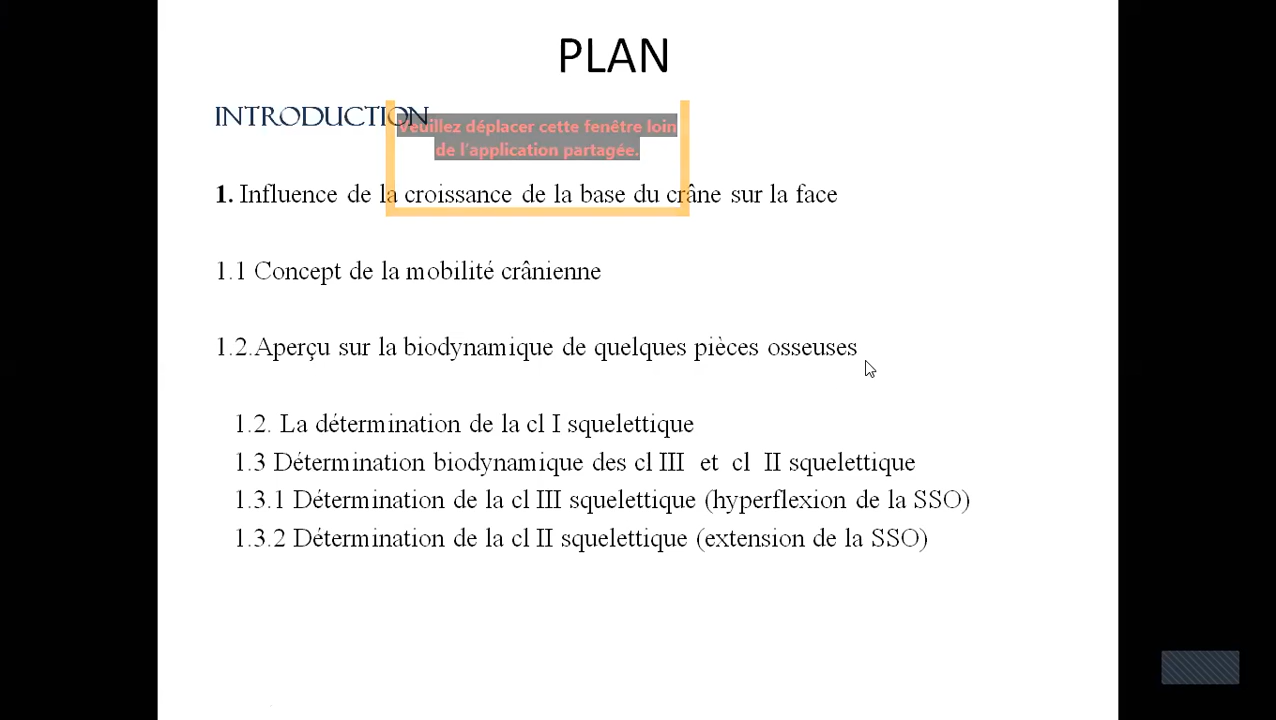 PLAN
INTRODUCTION
Veuillez déplacer cette fenêtre loin
de l'application partagée.
1. Influence de la croissance de la base du crâne sur la face
1.1 Concept de la mobilité crânienne
1.2.Aperçu sur la biodynamique de quelques pièces osseuses
1.2. La détermination de la cl I squelettique
1.3 Détermination biodynamique des cl III et cl II squelettique
1.3.1 Détermination de la cl III squelettique (hyperflexion de la SSO)
1.3.2 Détermination de la cl II squelettique (extension de la SSO)